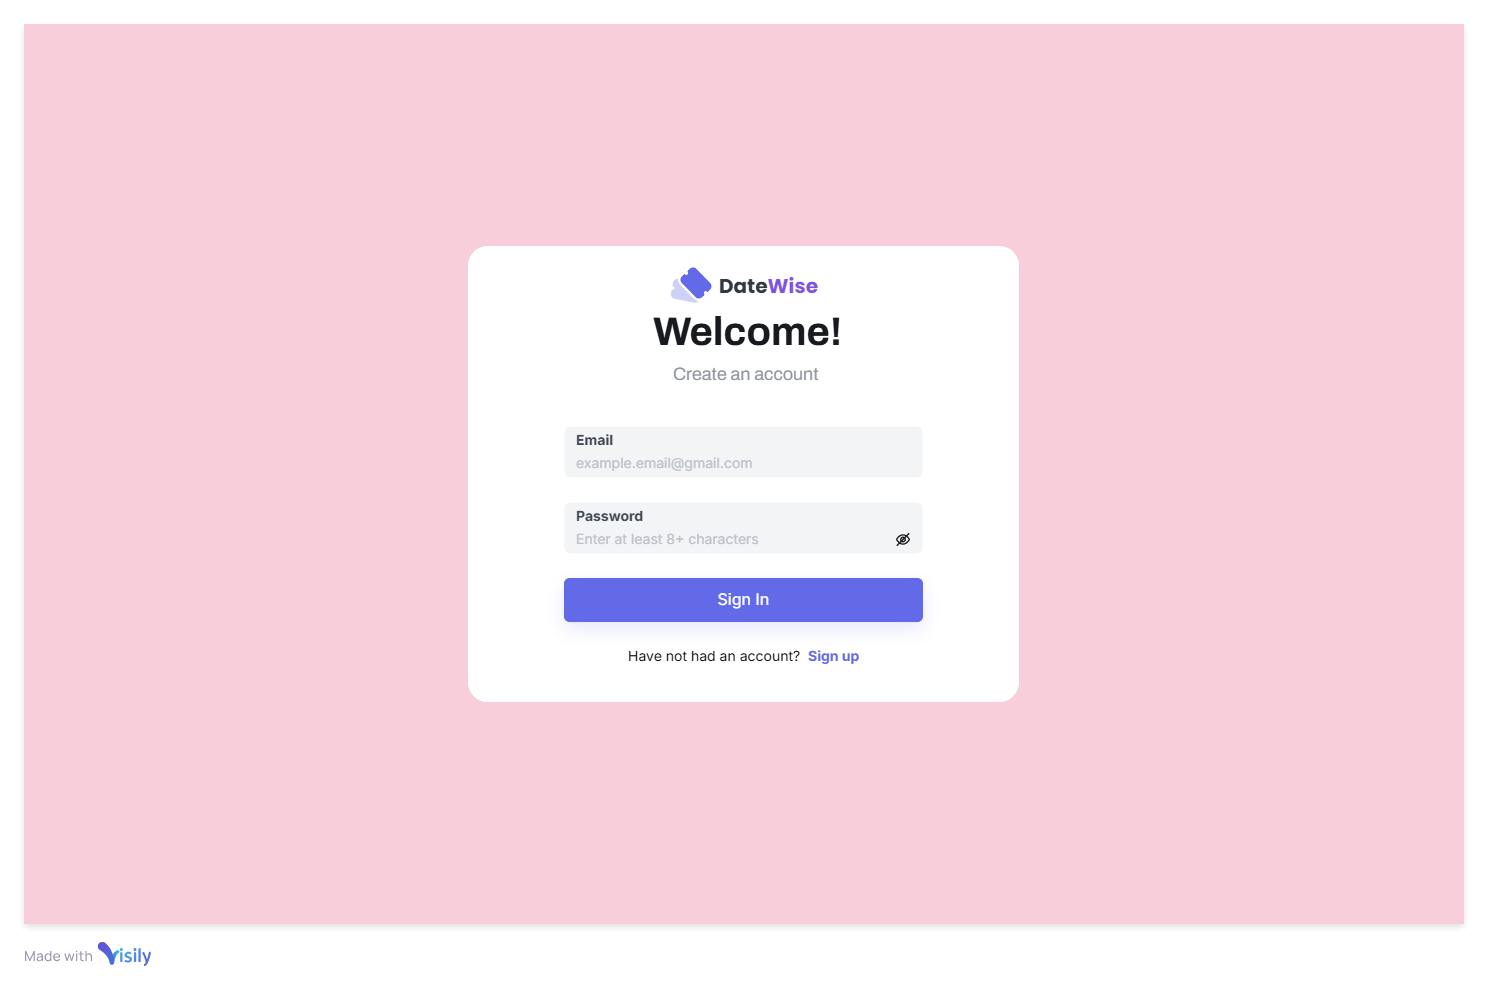 DateWise
Welcome!
Create an account
Email
example.email@gmail.com
Password
Enter at least 8+ characters
Sign In
Have not had an account? Sign up
Made with Visily